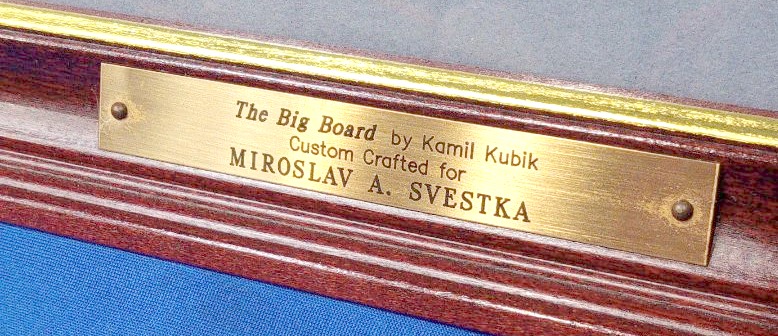 The Big Board by Kamil Kubik
Custom Crafted for
MIROSLAV A. SVESTKA